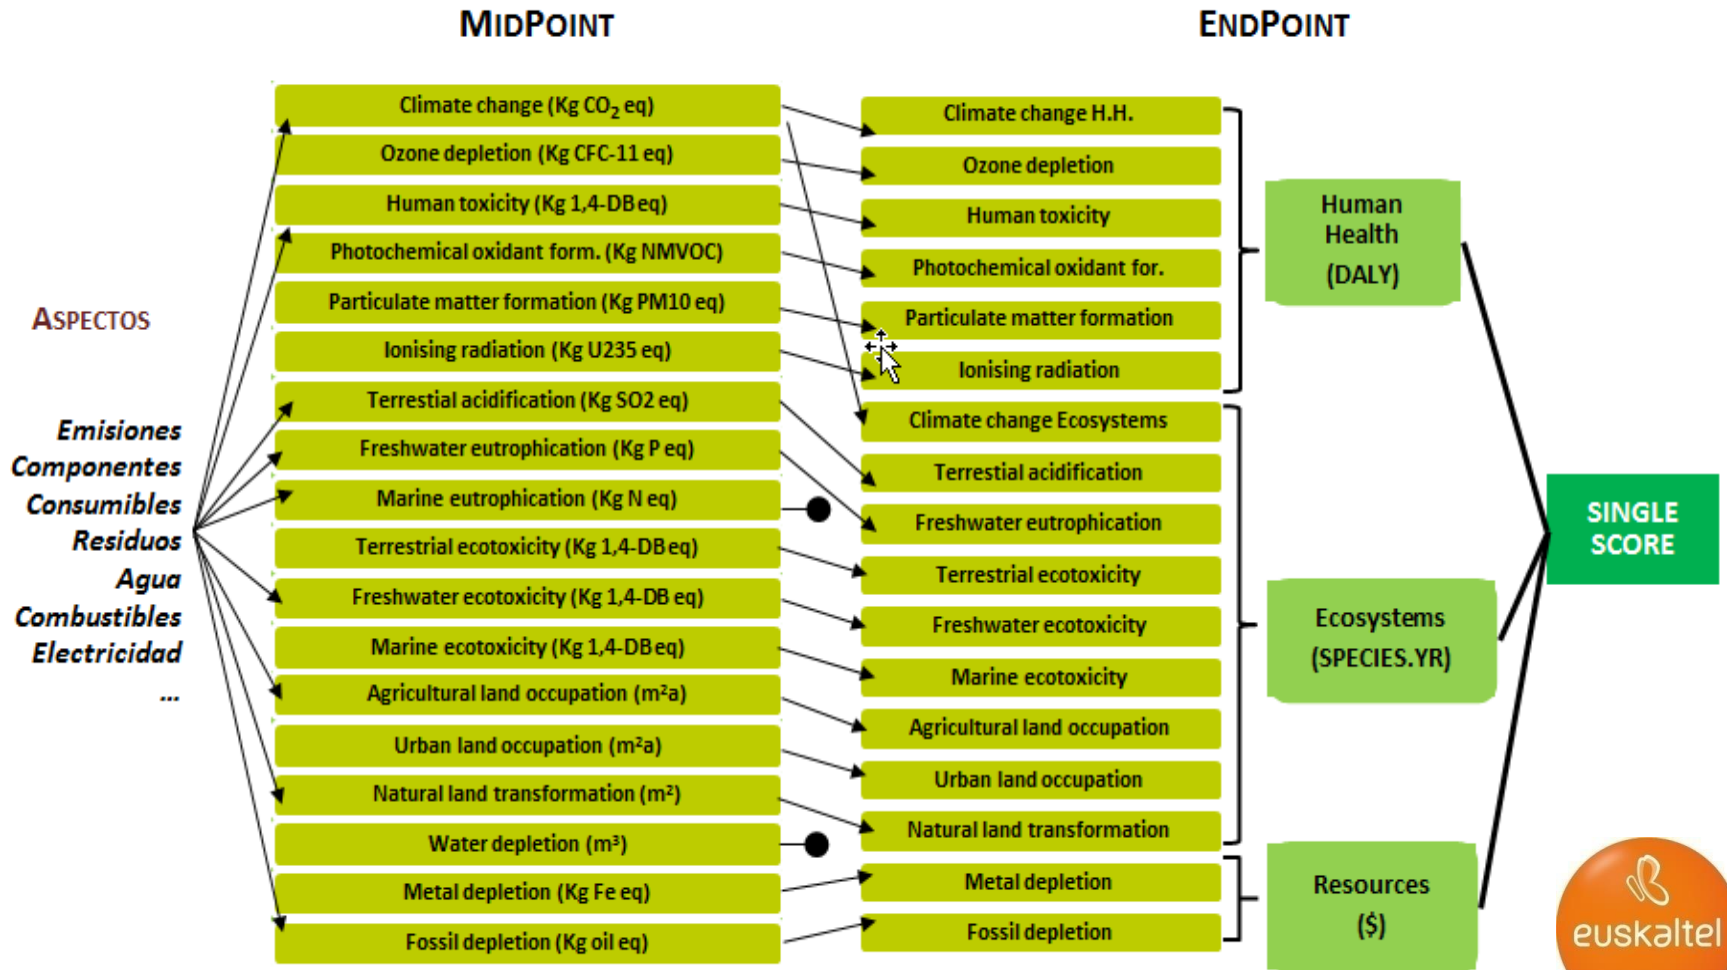 MIDPOINT
ENDPOINT
ASPECTOS
Emisiones
Componentes
Consumibles
Residuos
Agua
Combustibles
Electricidad
...
Climate change (Kg CO₂ eq)
Ozone depletion (Kg CFC-11 eq)
Human toxicity (Kg 1,4-DB eq)
Photochemical oxidant form. (Kg NMVOC)
Particulate matter formation (Kg PM10 eq)
Ionising radiation (Kg U235 eq)
Terrestial acidification (Kg SO2 eq)
Freshwater eutrophication (Kg P eq)
Marine eutrophication (Kg N eq)
Terrestrial ecotoxicity (Kg 1,4-DB eq)
Freshwater ecotoxicity (Kg 1,4-DB eq)
Marine ecotoxicity (Kg 1,4-DB eq)
Agricultural land occupation (m²a)
Urban land occupation (m²a)
Natural land transformation (m²)
Water depletion (m³)
Metal depletion (Kg Fe eq)
Fossil depletion (Kg oil eq)
Climate change H.H.
Ozone depletion
Human toxicity
Photochemical oxidant for.
Particulate matter formation
Ionising radiation
Climate change Ecosystems
Terrestial acidification
Freshwater eutrophication
Terrestrial ecotoxicity
Freshwater ecotoxicity
Marine ecotoxicity
Agricultural land occupation
Urban land occupation
Natural land transformation
Metal depletion
Fossil depletion
Human
Health
(DALY)
Ecosystems
(SPECIES.YR)
Resources
($)
SINGLE
SCORE
euskaltel